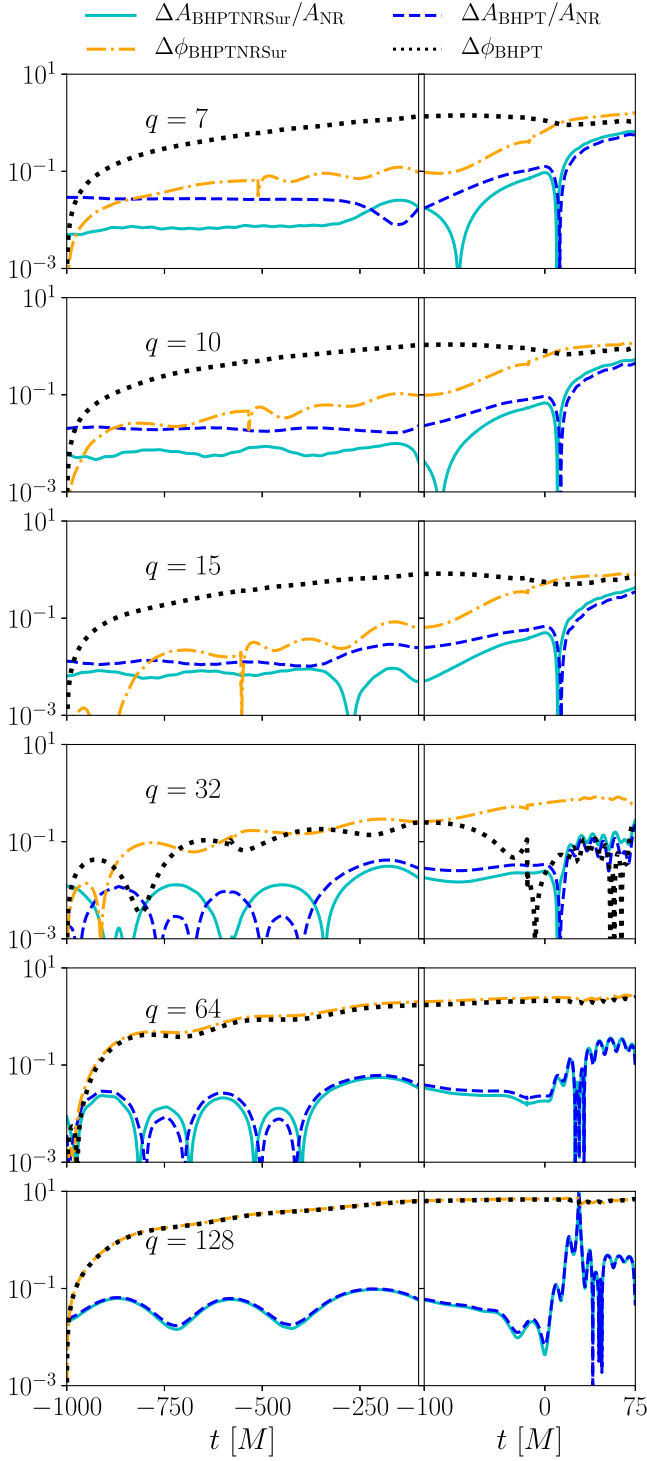 ΔA_BHPTNRSur/A_NR ΔA_BHPT/A_NR
Δϕ_BHPTNRSur Δϕ_BHPT
10^1
q = 7
10^−1
10^−3
10^1
q = 10
10^−1
10^−3
10^1
q = 15
10^−1
10^−3
10^1
q = 32
10^−1
10^−3
10^1
q = 64
10^−1
10^−3
10^1
q = 128
10^−1
10^−3
−1000 −750 −500 −250 −100 0 75
t [M] t [M]